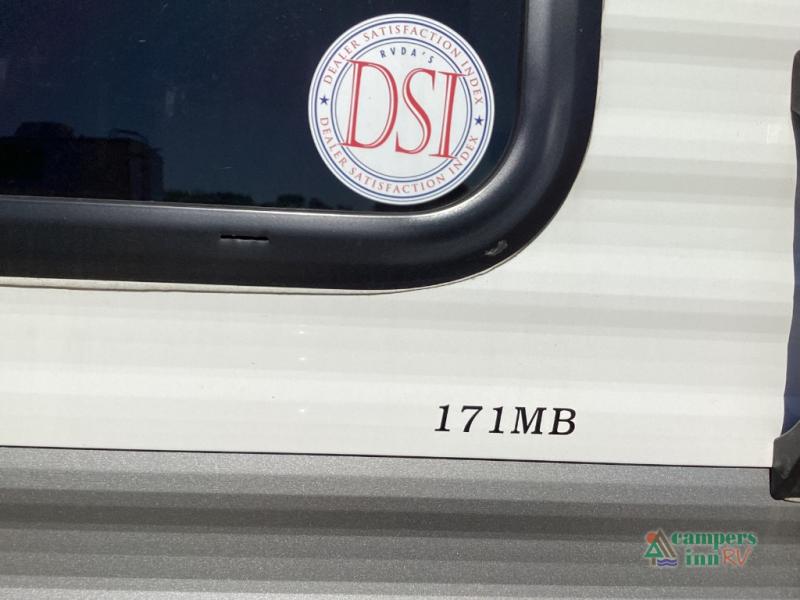 DEALER SATISFACTION INDEX
RVDA'S
DSI
DEALER SATISFACTION INDEX
171MB
campers
inn RV